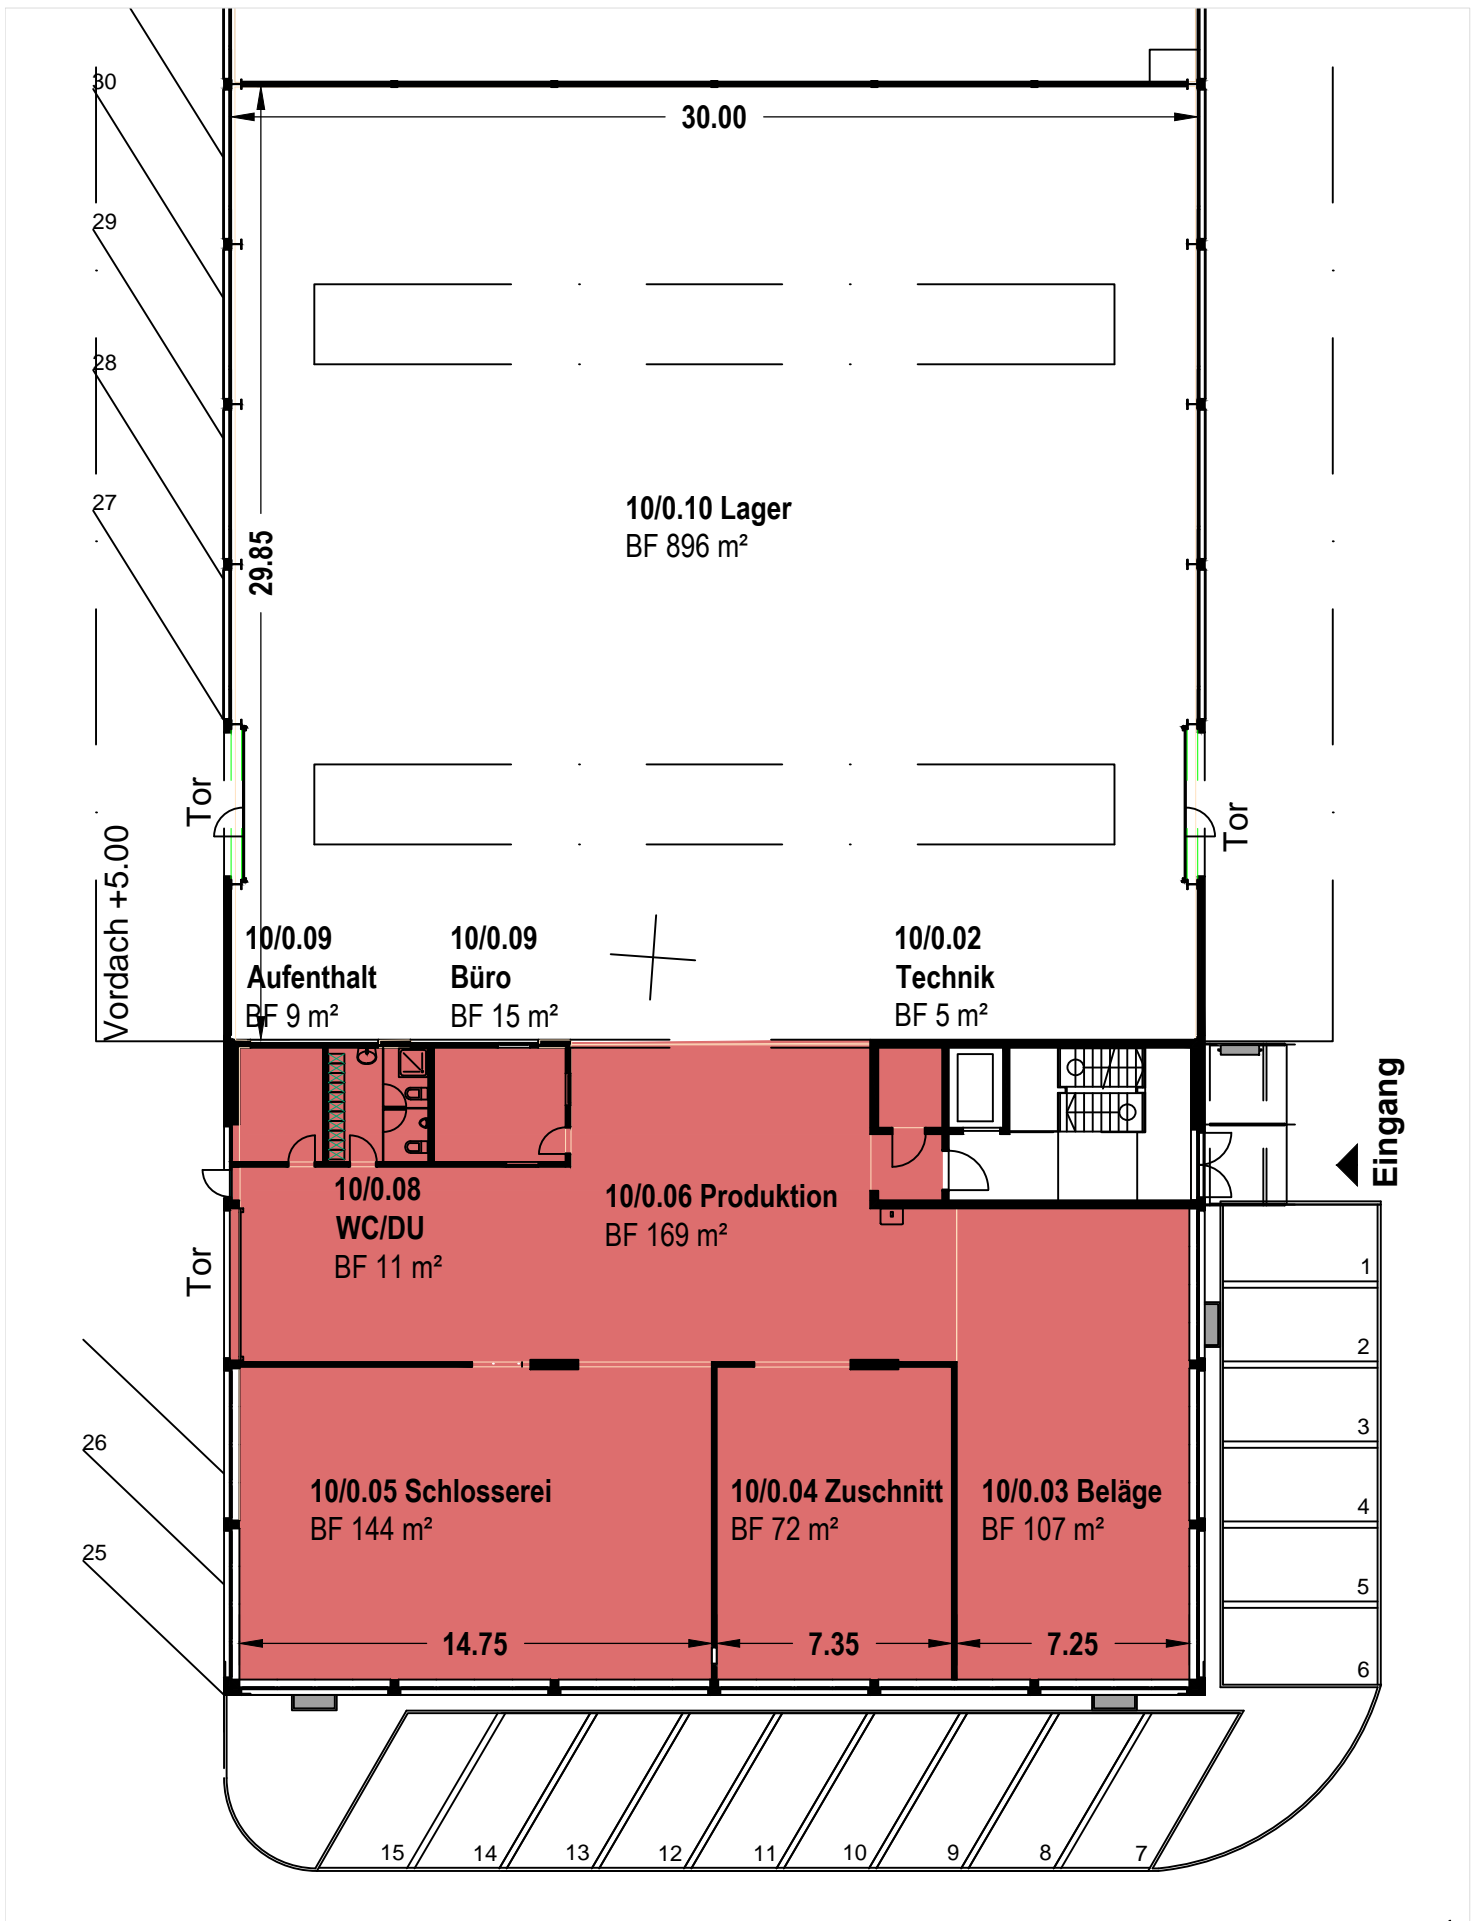 30
30.00
29
28
27
10/0.10 Lager
BF 896 m²
29.85
Tor
Tor
Vordach +5.00
10/0.09
Aufenthalt
BF 9 m²
10/0.09
Büro
BF 15 m²
10/0.02
Technik
BF 5 m²
Eingang
10/0.08
WC/DU
BF 11 m²
10/0.06 Produktion
BF 169 m²
Tor
1
2
3
4
5
6
26
25
10/0.05 Schlosserei
BF 144 m²
10/0.04 Zuschnitt
BF 72 m²
10/0.03 Beläge
BF 107 m²
14.75
7.35
7.25
15
14
13
12
11
10
9
8
7